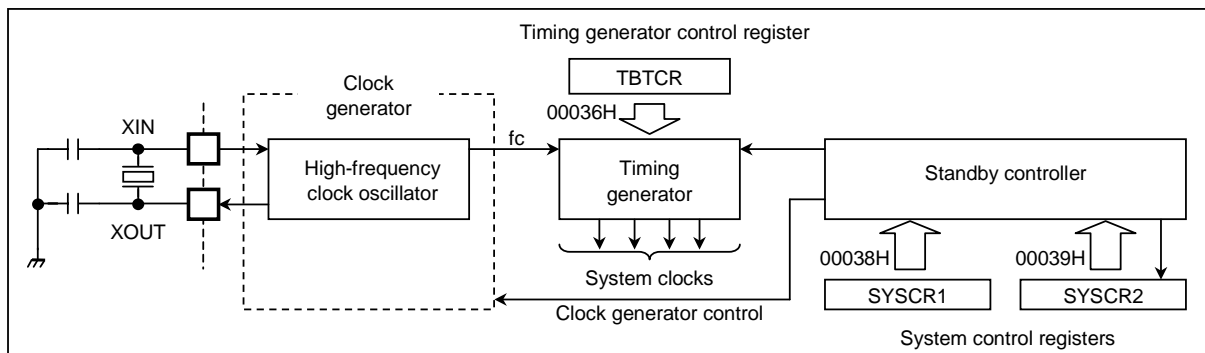 Timing generator control register
TBTCR
00036H
Clock
generator
XIN
XOUT
High-frequency
clock oscillator
fc
Timing
generator
Standby controller
System clocks
Clock generator control
00038H
00039H
SYSCR1
SYSCR2
System control registers